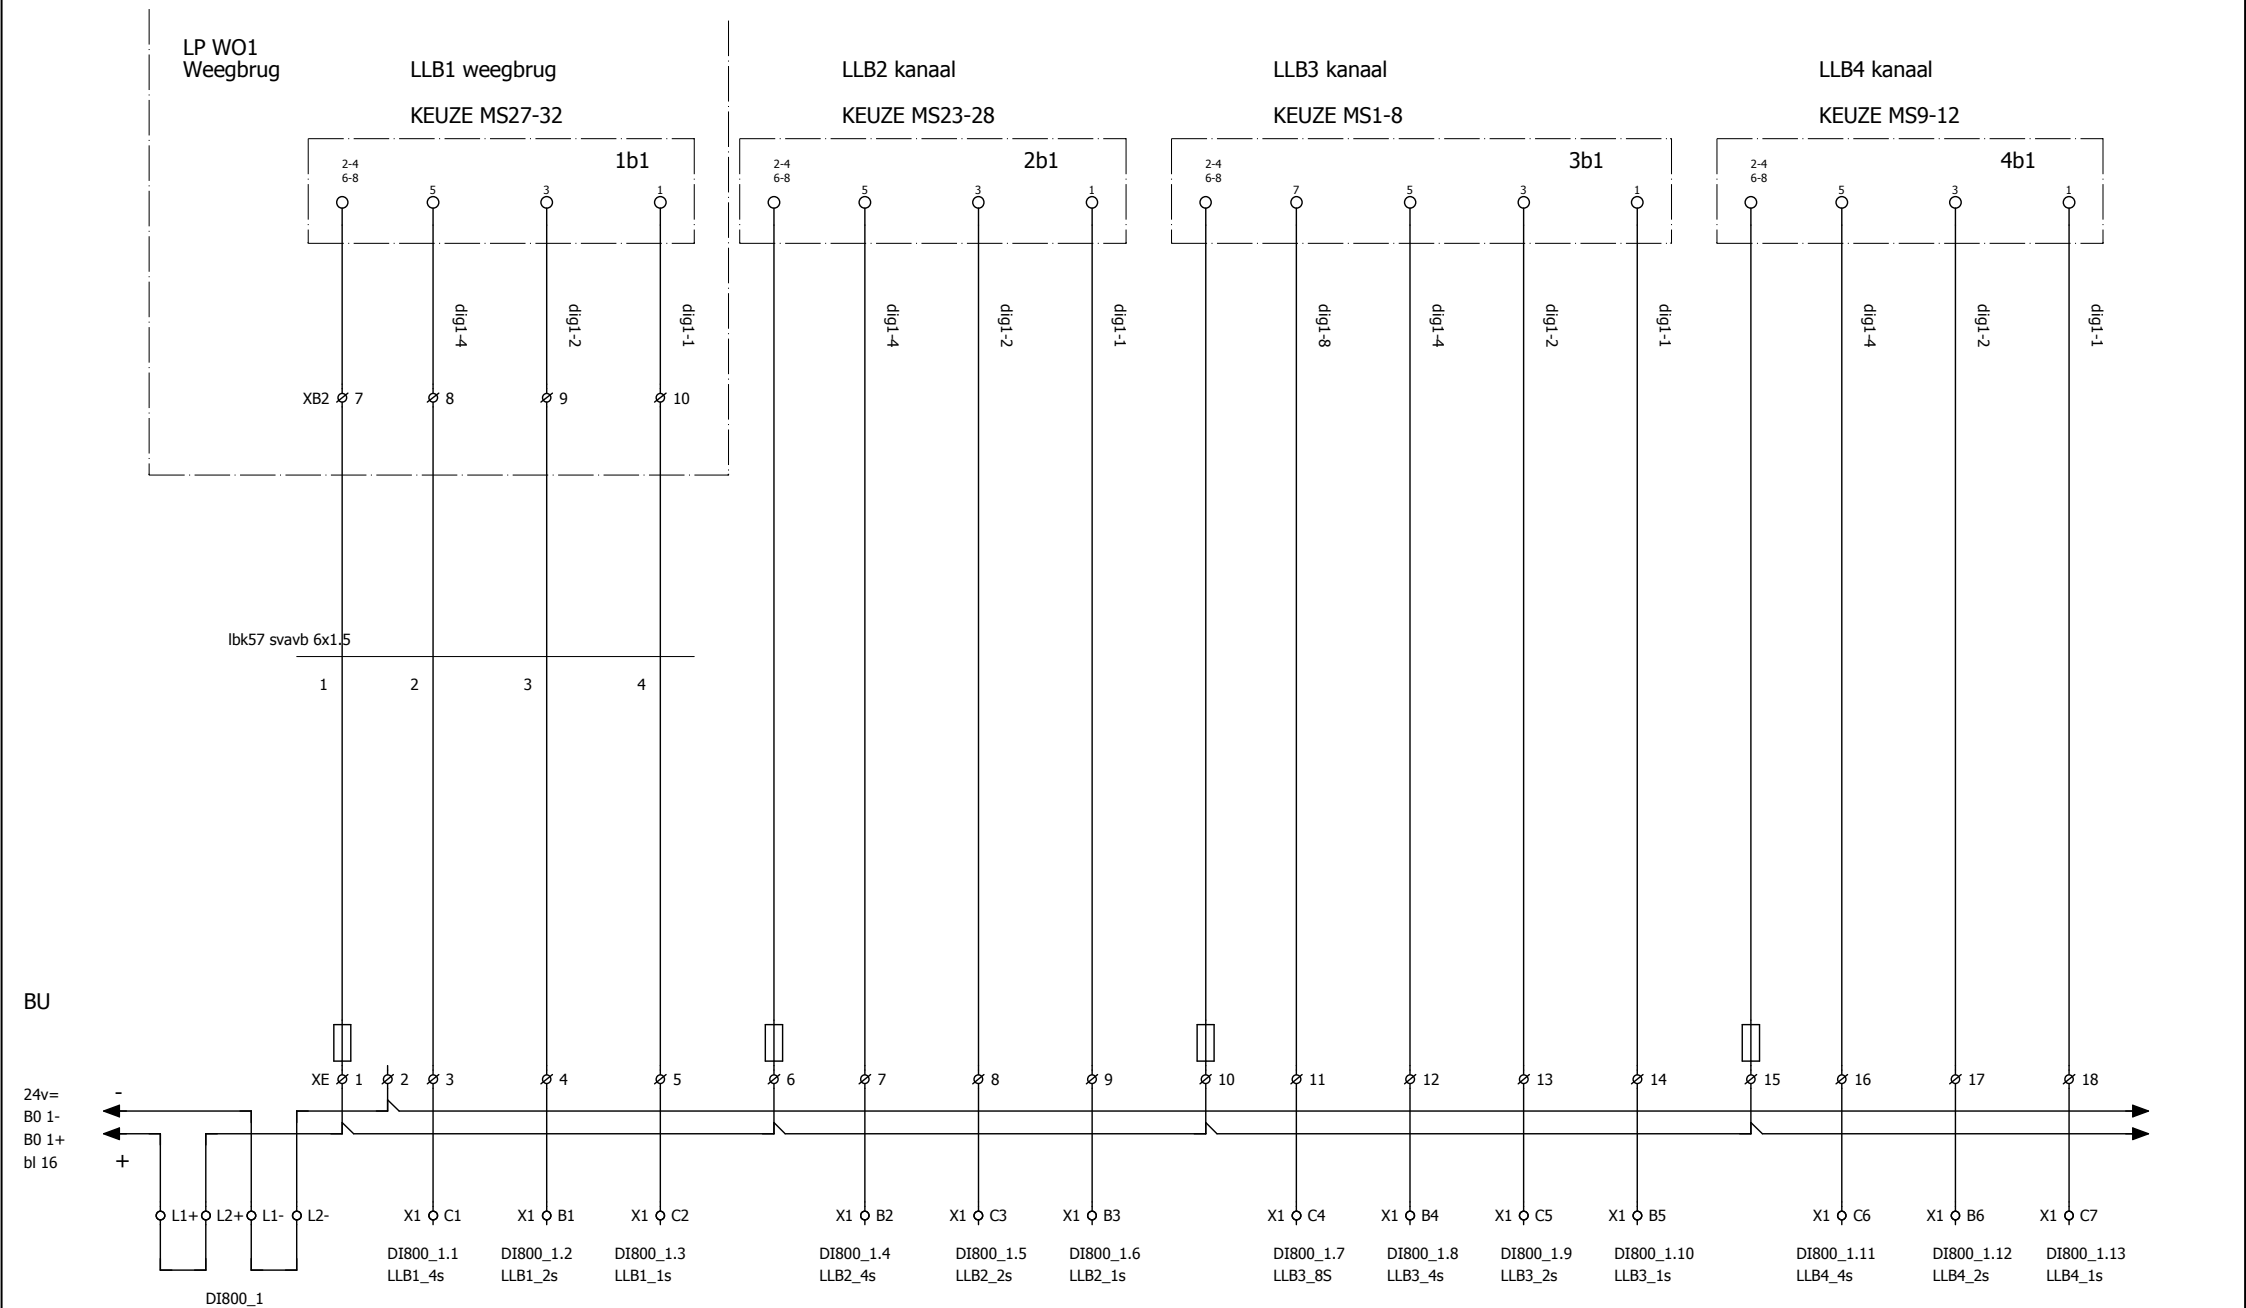 LP WO1
Weegbrug
LLB1 weegbrug
LLB2 kanaal
LLB3 kanaal
LLB4 kanaal
KEUZE MS27-32
KEUZE MS23-28
KEUZE MS1-8
KEUZE MS9-12
2-4
6-8
5
3
1
1b1
2-4
6-8
5
3
1
2b1
2-4
6-8
7
5
3
1
3b1
2-4
6-8
5
3
1
4b1
dig1-4
dig1-2
dig1-1
dig1-4
dig1-2
dig1-1
dig1-8
dig1-4
dig1-2
dig1-1
dig1-4
dig1-2
dig1-1
XB2 7 8 9 10
lbk57 svavb 6x1.5
1 2 3 4
BU
XE 1 2 3 4 5 6 7 8 9 10 11 12 13 14 15 16 17 18
24v= -
B0 1-
B0 1+
bl 16 +
L1+ L2+ L1- L2-
X1 C1 X1 B1 X1 C2 X1 B2 X1 C3 X1 B3 X1 C4 X1 B4 X1 C5 X1 B5 X1 C6 X1 B6 X1 C7
DI800_1.1 DI800_1.2 DI800_1.3 DI800_1.4 DI800_1.5 DI800_1.6 DI800_1.7 DI800_1.8 DI800_1.9 DI800_1.10 DI800_1.11 DI800_1.12 DI800_1.13
LLB1_4s LLB1_2s LLB1_1s LLB2_4s LLB2_2s LLB2_1s LLB3_8S LLB3_4s LLB3_2s LLB3_1s LLB4_4s LLB4_2s LLB4_1s
DI800_1